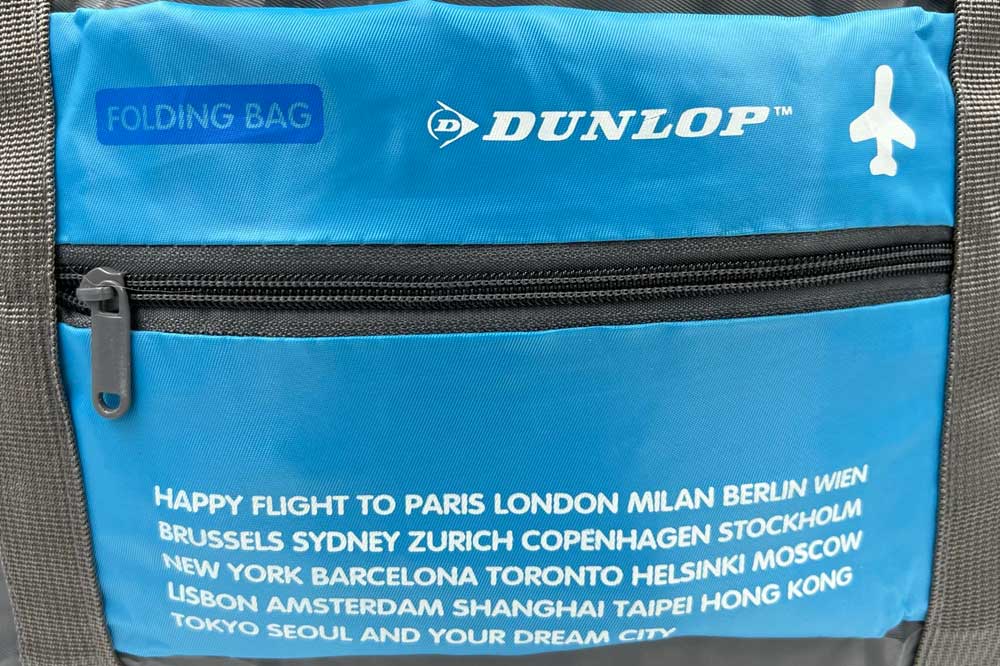 FOLDING BAG
D DUNLOP™
HAPPY FLIGHT TO PARIS LONDON MILAN BERLIN WIEN
BRUSSELS SYDNEY ZURICH COPENHAGEN STOCKHOLM
NEW YORK BARCELONA TORONTO HELSINKI MOSCOW
LISBON AMSTERDAM SHANGHAI TAIPEI HONG KONG
TOKYO SEOUL AND YOUR DREAM CITY